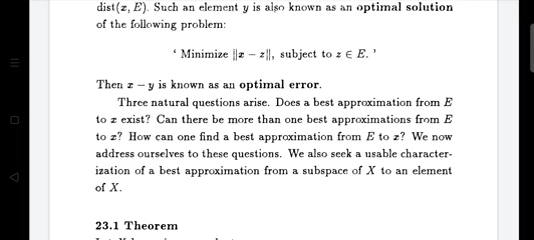 dist(x, E). Such an element y is also known as an optimal solution
of the following problem:
‘ Minimize ‖x − z‖, subject to z ∈ E. ’
Then x − y is known as an optimal error.
Three natural questions arise. Does a best approximation from E
to x exist? Can there be more than one best approximations from E
to x? How can one find a best approximation from E to x? We now
address ourselves to these questions. We also seek a usable character-
ization of a best approximation from a subspace of X to an element
of X.
23.1 Theorem